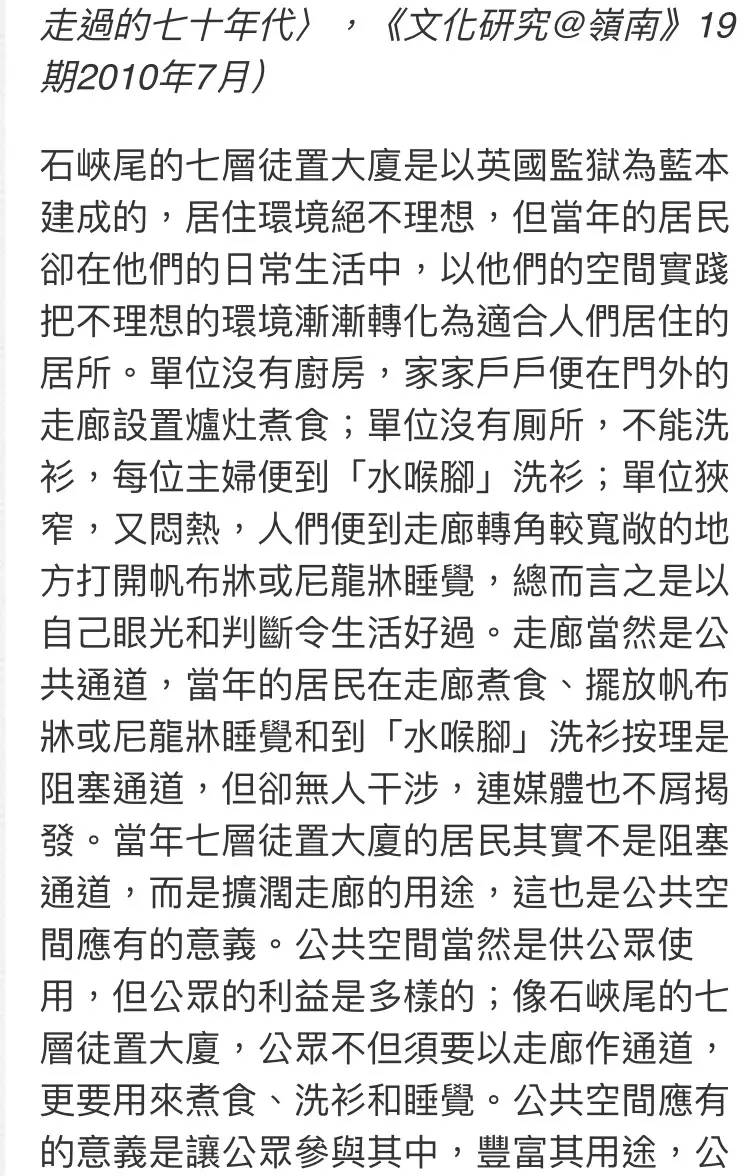 走過的七十年代〉，《文化研究@嶺南》19
期2010年7月）
石峽尾的七層徒置大廈是以英國監獄為藍本
建成的，居住環境絕不理想，但當年的居民
卻在他們的日常生活中，以他們的空間實踐
把不理想的環境漸漸轉化為適合人們居住的
居所。單位沒有廚房，家家戶戶便在門外的
走廊設置爐灶煮食；單位沒有厠所，不能洗
衫，每位主婦便到「水喉腳」洗衫；單位狹
窄，又悶熱，人們便到走廊轉角較寬敞的地
方打開帆布牀或尼龍牀睡覺，總而言之是以
自己眼光和判斷令生活好過。走廊當然是公
共通道，當年的居民在走廊煮食、擺放帆布
牀或尼龍牀睡覺和到「水喉腳」洗衫按理是
阻塞通道，但卻無人干涉，連媒體也不屑揭
發。當年七層徒置大廈的居民其實不是阻塞
通道，而是擴濶走廊的用途，這也是公共空
間應有的意義。公共空間當然是供公眾使
用，但公眾的利益是多樣的；像石峽尾的七
層徒置大廈，公眾不但須要以走廊作通道，
更要用來煮食、洗衫和睡覺。公共空間應有
的意義是讓公眾參與其中，豐富其用途，公